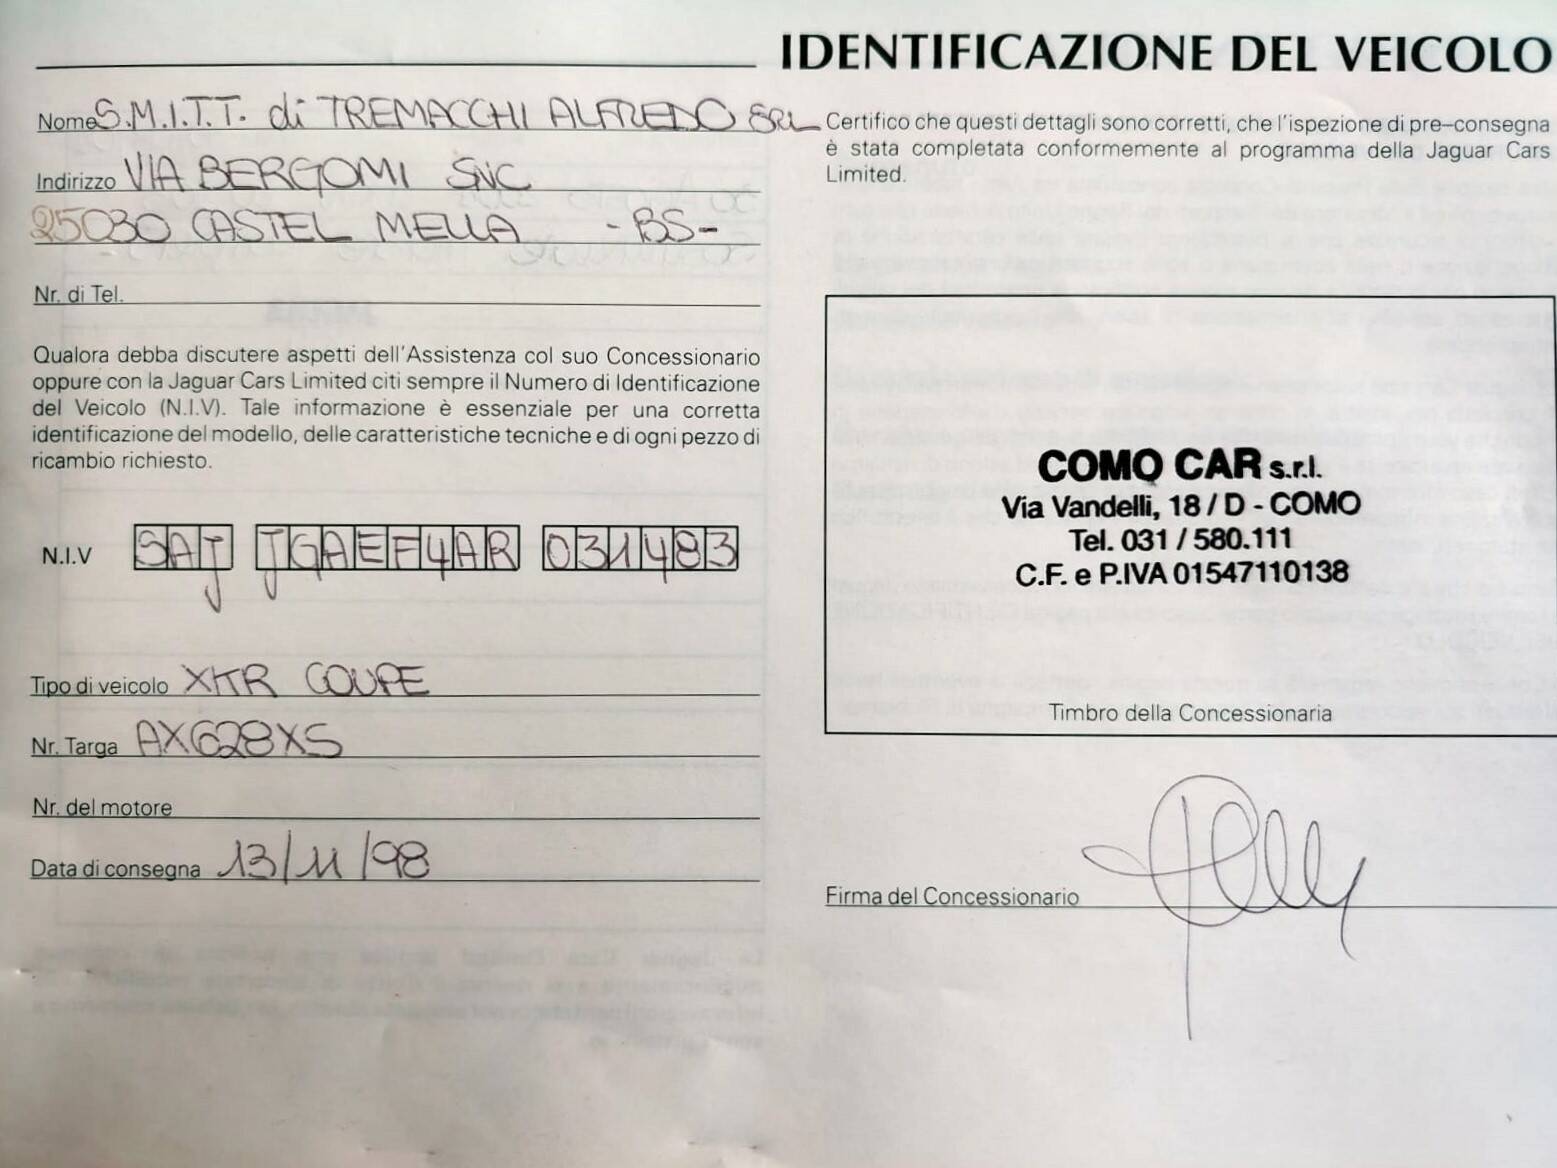 IDENTIFICAZIONE DEL VEICOLO
Nome S.M.I.T.T. di TREMACCHI ALFREDO SRL
Indirizzo VIA BERGOMI SNC
25030 CASTEL MELLA - BS -
Nr. di Tel.
Qualora debba discutere aspetti dell'Assistenza col suo Concessionario
oppure con la Jaguar Cars Limited citi sempre il Numero di Identificazione
del Veicolo (N.I.V). Tale informazione è essenziale per una corretta
identificazione del modello, delle caratteristiche tecniche e di ogni pezzo di
ricambio richiesto.
N.I.V SAJ JGAEF4AR 031483
Tipo di veicolo XKR COUPE
Nr. Targa AX628XS
Nr. del motore
Data di consegna 13/11/98
Certifico che questi dettagli sono corretti, che l'ispezione di pre–consegna
è stata completata conformemente al programma della Jaguar Cars
Limited.
COMO CAR s.r.l.
Via Vandelli, 18 / D - COMO
Tel. 031 / 580.111
C.F. e P.IVA 01547110138
Timbro della Concessionaria
Firma del Concessionario